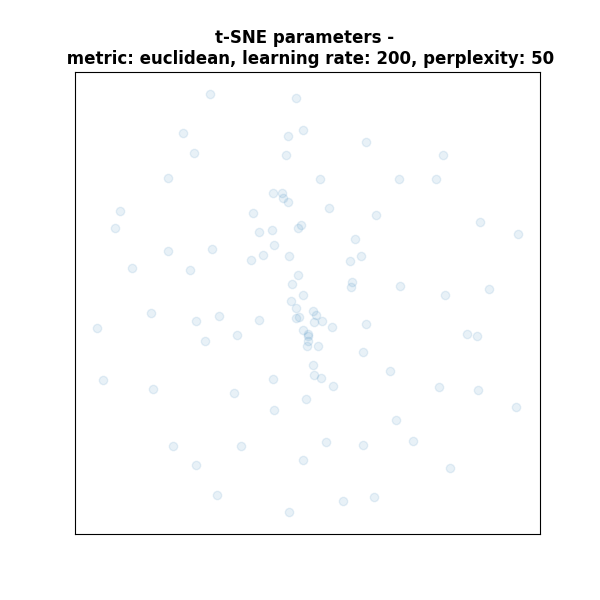 t-SNE parameters -
metric: euclidean, learning rate: 200, perplexity: 50